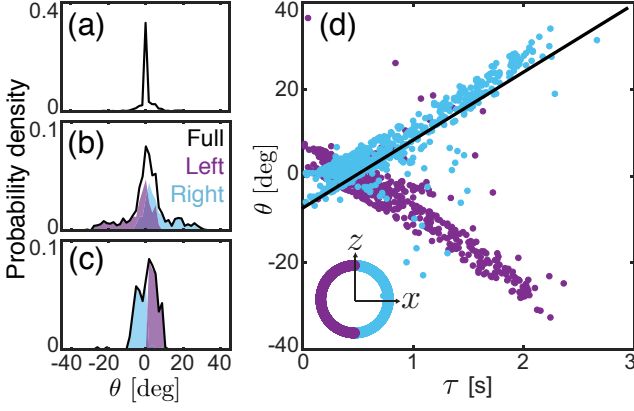 Probability density
0.4
(a)
0
0.1
(b)
Full
Left
Right
0
0.1
(c)
0
-40 -20 0 20 40
θ [deg]
(d)
40
20
0
-20
-40
θ [deg]
z
x
0 1 2 3
τ [s]